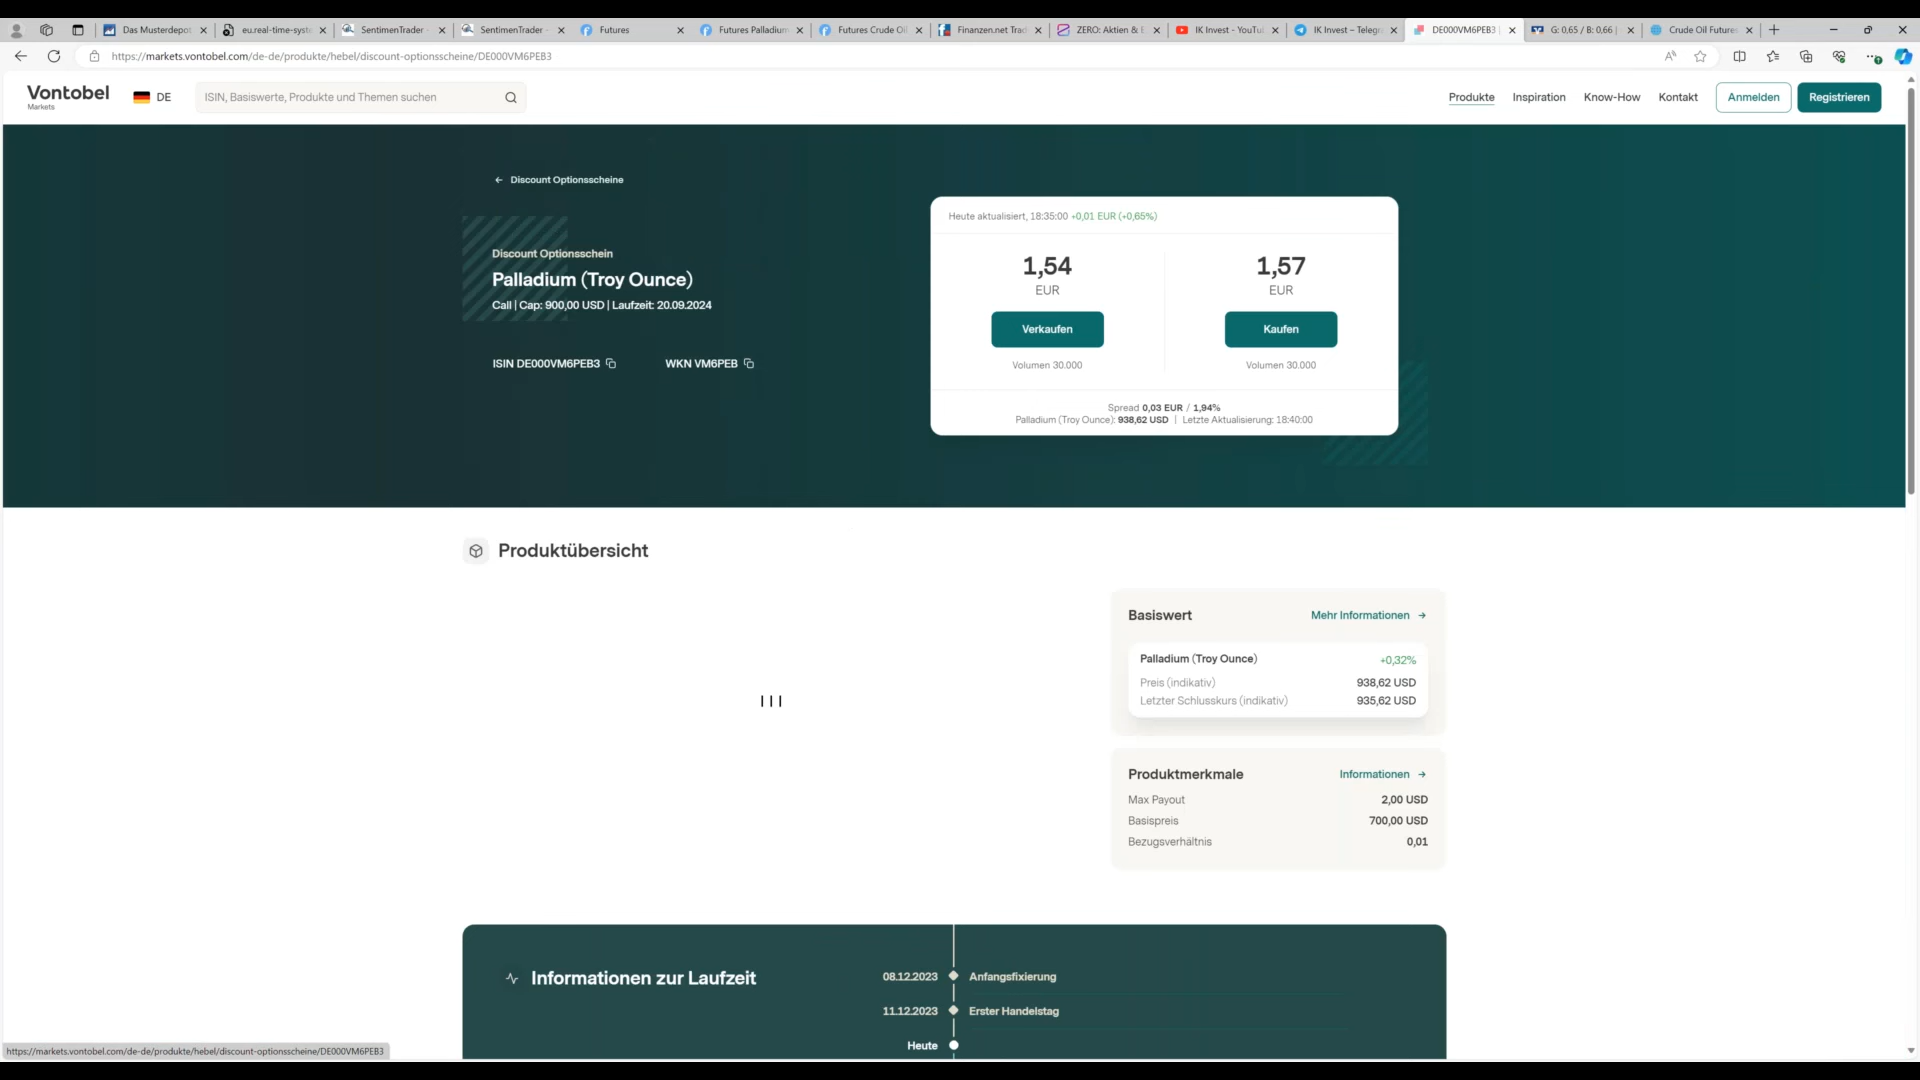 Das Musterdepot
eu.real-time-syste
SentimenTrader -
SentimenTrader -
Futures
Futures Palladium
Futures Crude Oil
Finanzen.net Trad
ZERO: Aktien & E
IK Invest - YouTu
IK Invest – Telegr
DE000VM6PEB3 |
G: 0,65 / B: 0,66 |
Crude Oil Futures
https://markets.vontobel.com/de-de/produkte/hebel/discount-optionsscheine/DE000VM6PEB3
Vontobel
Markets
DE
ISIN, Basiswerte, Produkte und Themen suchen
Produkte
Inspiration
Know-How
Kontakt
Anmelden
Registrieren
← Discount Optionsscheine
Discount Optionsschein
Palladium (Troy Ounce)
Call | Cap: 900,00 USD | Laufzeit: 20.09.2024
ISIN DE000VM6PEB3
WKN VM6PEB
Heute aktualisiert, 18:35:00 +0,01 EUR (+0,65%)
1,54
EUR
Verkaufen
Volumen 30.000
1,57
EUR
Kaufen
Volumen 30.000
Spread 0,03 EUR / 1,94%
Palladium (Troy Ounce): 938,62 USD | Letzte Aktualisierung: 18:40:00
Produktübersicht
Basiswert
Mehr Informationen →
Palladium (Troy Ounce) +0,32%
Preis (indikativ) 938,62 USD
Letzter Schlusskurs (indikativ) 935,62 USD
Produktmerkmale
Informationen →
Max Payout 2,00 USD
Basispreis 700,00 USD
Bezugsverhältnis 0,01
Informationen zur Laufzeit
08.12.2023 Anfangsfixierung
11.12.2023 Erster Handelstag
Heute
https://markets.vontobel.com/de-de/produkte/hebel/discount-optionsscheine/DE000VM6PEB3